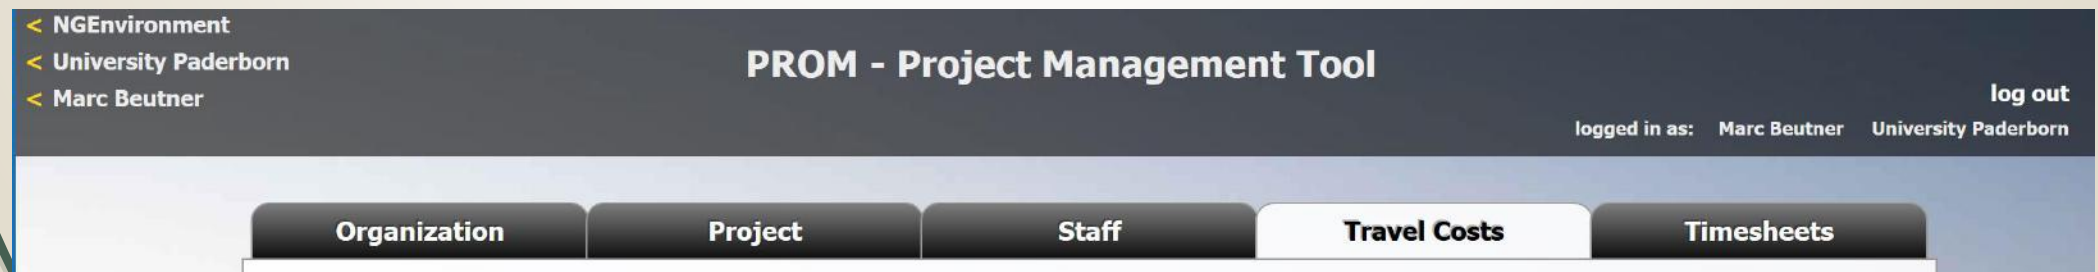 < NGEnvironment
< University Paderborn
< Marc Beutner
PROM - Project Management Tool
log out
logged in as: Marc Beutner University Paderborn
Organization Project Staff Travel Costs Timesheets